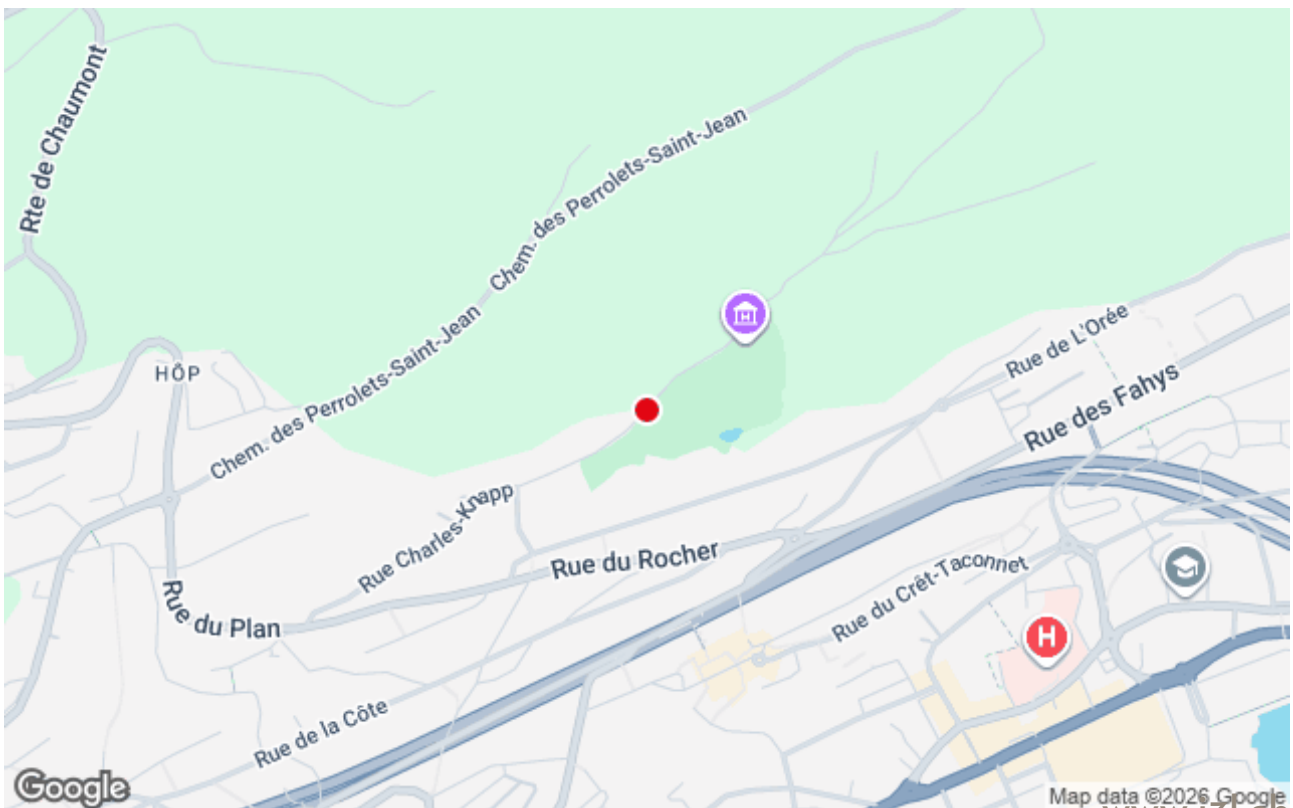 Rte de Chaumont
Chem. des Perrolets-Saint-Jean
Chem. des Perrolets-Saint-Jean
HÔP
Rue de L'Orée
Rue des Fahys
Rue Charles-Knapp
Rue du Rocher
Rue du Plan
Rue du Crêt-Taconnet
H
Rue de la Côte
Google
Map data ©2026 Google